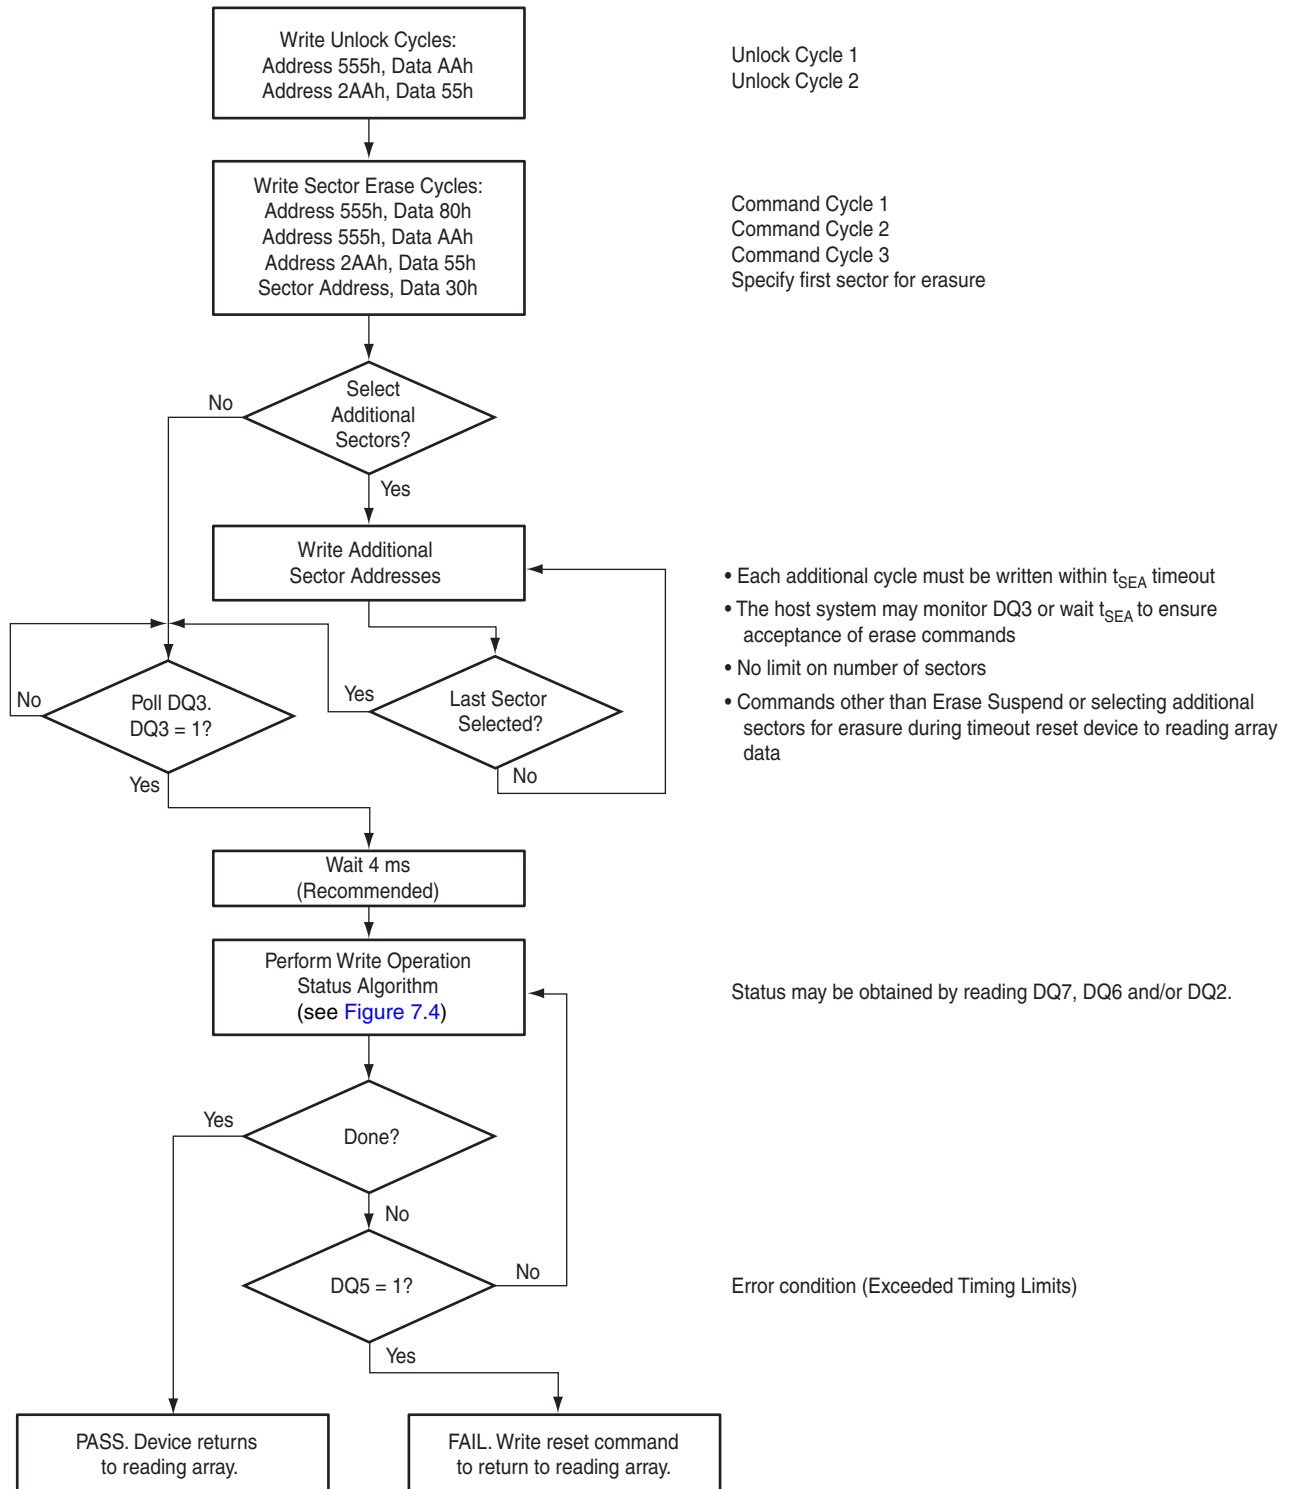 Write Unlock Cycles:
Address 555h, Data AAh
Address 2AAh, Data 55h
Unlock Cycle 1
Unlock Cycle 2
Write Sector Erase Cycles:
Address 555h, Data 80h
Address 555h, Data AAh
Address 2AAh, Data 55h
Sector Address, Data 30h
Command Cycle 1
Command Cycle 2
Command Cycle 3
Specify first sector for erasure
Select
Additional
Sectors?
No
Yes
Write Additional
Sector Addresses
• Each additional cycle must be written within tSEA timeout
• The host system may monitor DQ3 or wait tSEA to ensure
acceptance of erase commands
• No limit on number of sectors
• Commands other than Erase Suspend or selecting additional
sectors for erasure during timeout reset device to reading array
data
No
Poll DQ3.
DQ3 = 1?
Yes
Yes
Last Sector
Selected?
No
Wait 4 ms
(Recommended)
Perform Write Operation
Status Algorithm
(see Figure 7.4)
Status may be obtained by reading DQ7, DQ6 and/or DQ2.
Yes
Done?
No
DQ5 = 1?
No
Error condition (Exceeded Timing Limits)
Yes
PASS. Device returns
to reading array.
FAIL. Write reset command
to return to reading array.